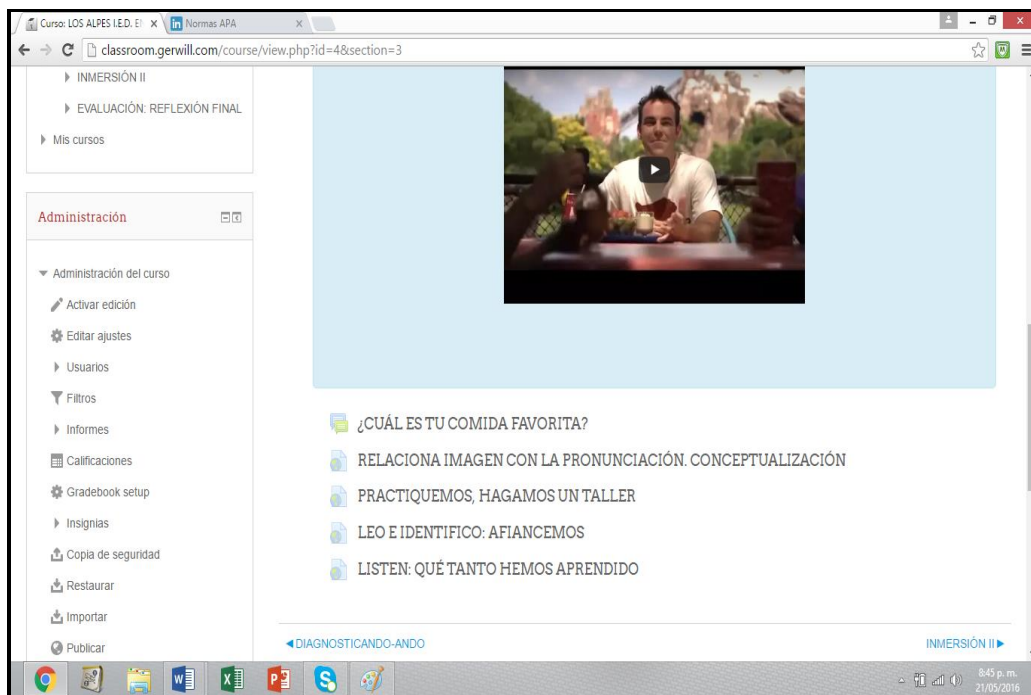 Curso: LOS ALPES I.E.D. E
Normas APA
classroom.gerwill.com/course/view.php?id=4&section=3
INMERSIÓN II
EVALUACIÓN: REFLEXIÓN FINAL
Mis cursos
Administración
Administración del curso
Activar edición
Editar ajustes
Usuarios
Filtros
Informes
Calificaciones
Gradebook setup
Insignias
Copia de seguridad
Restaurar
Importar
Publicar
¿CUÁL ES TU COMIDA FAVORITA?
RELACIONA IMAGEN CON LA PRONUNCIACIÓN. CONCEPTUALIZACIÓN
PRACTIQUEMOS, HAGAMOS UN TALLER
LEO E IDENTIFICO: AFIANCEMOS
LISTEN: QUÉ TANTO HEMOS APRENDIDO
DIAGNOSTICANDO-ANDO
INMERSIÓN II
8:45 p. m.
21/05/2016